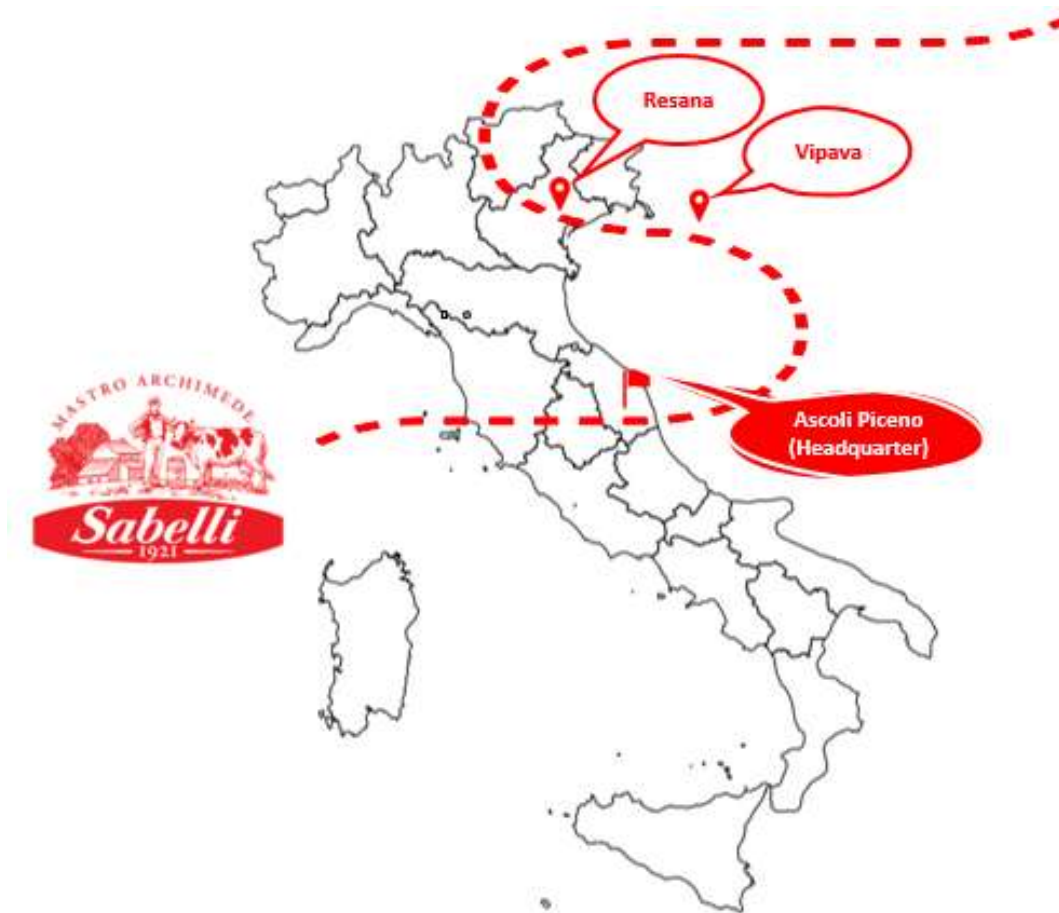 Resana
Vipava
Ascoli Piceno
(Headquarter)
MASTRO ARCHIMEDE
Sabelli
1921